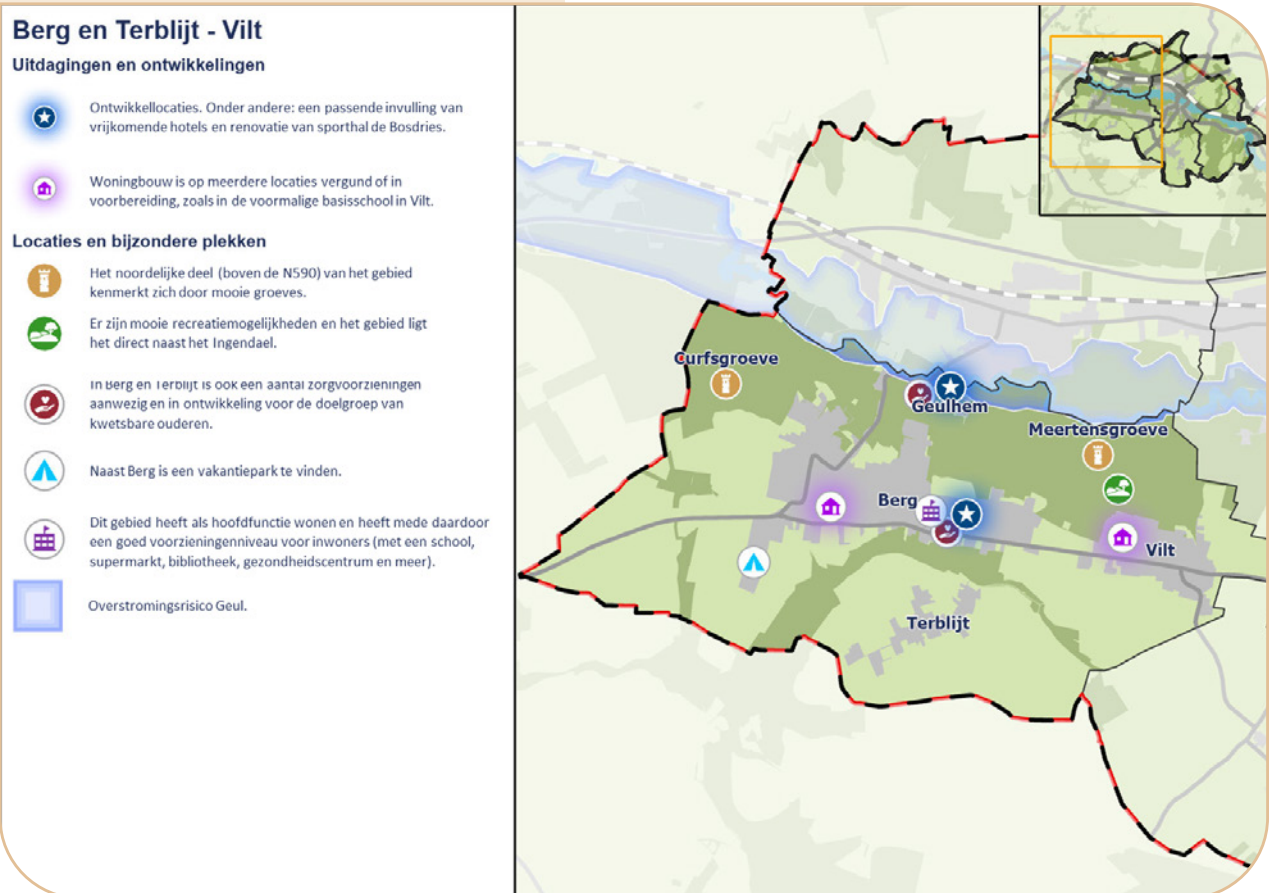 Berg en Terblijt - Vilt
Uitdagingen en ontwikkelingen
Ontwikkellocaties. Onder andere: een passende invulling van
vrijkomende hotels en renovatie van sporthal de Bosdries.
Woningbouw is op meerdere locaties vergund of in
voorbereiding, zoals in de voormalige basisschool in Vilt.
Locaties en bijzondere plekken
Het noordelijke deel (boven de N590) van het gebied
kenmerkt zich door mooie groeves.
Er zijn mooie recreatiemogelijkheden en het gebied ligt
het direct naast het Ingendael.
In Berg en Terblijt is ook een aantal zorgvoorzieningen
aanwezig en in ontwikkeling voor de doelgroep van
kwetsbare ouderen.
Naast Berg is een vakantiepark te vinden.
Dit gebied heeft als hoofdfunctie wonen en heeft mede daardoor
een goed voorzieningenniveau voor inwoners (met een school,
supermarkt, bibliotheek, gezondheidscentrum en meer).
Overstromingsrisico Geul.
Curfsgroeve
Geulhem
Meertensgroeve
Berg
Vilt
Terblijt